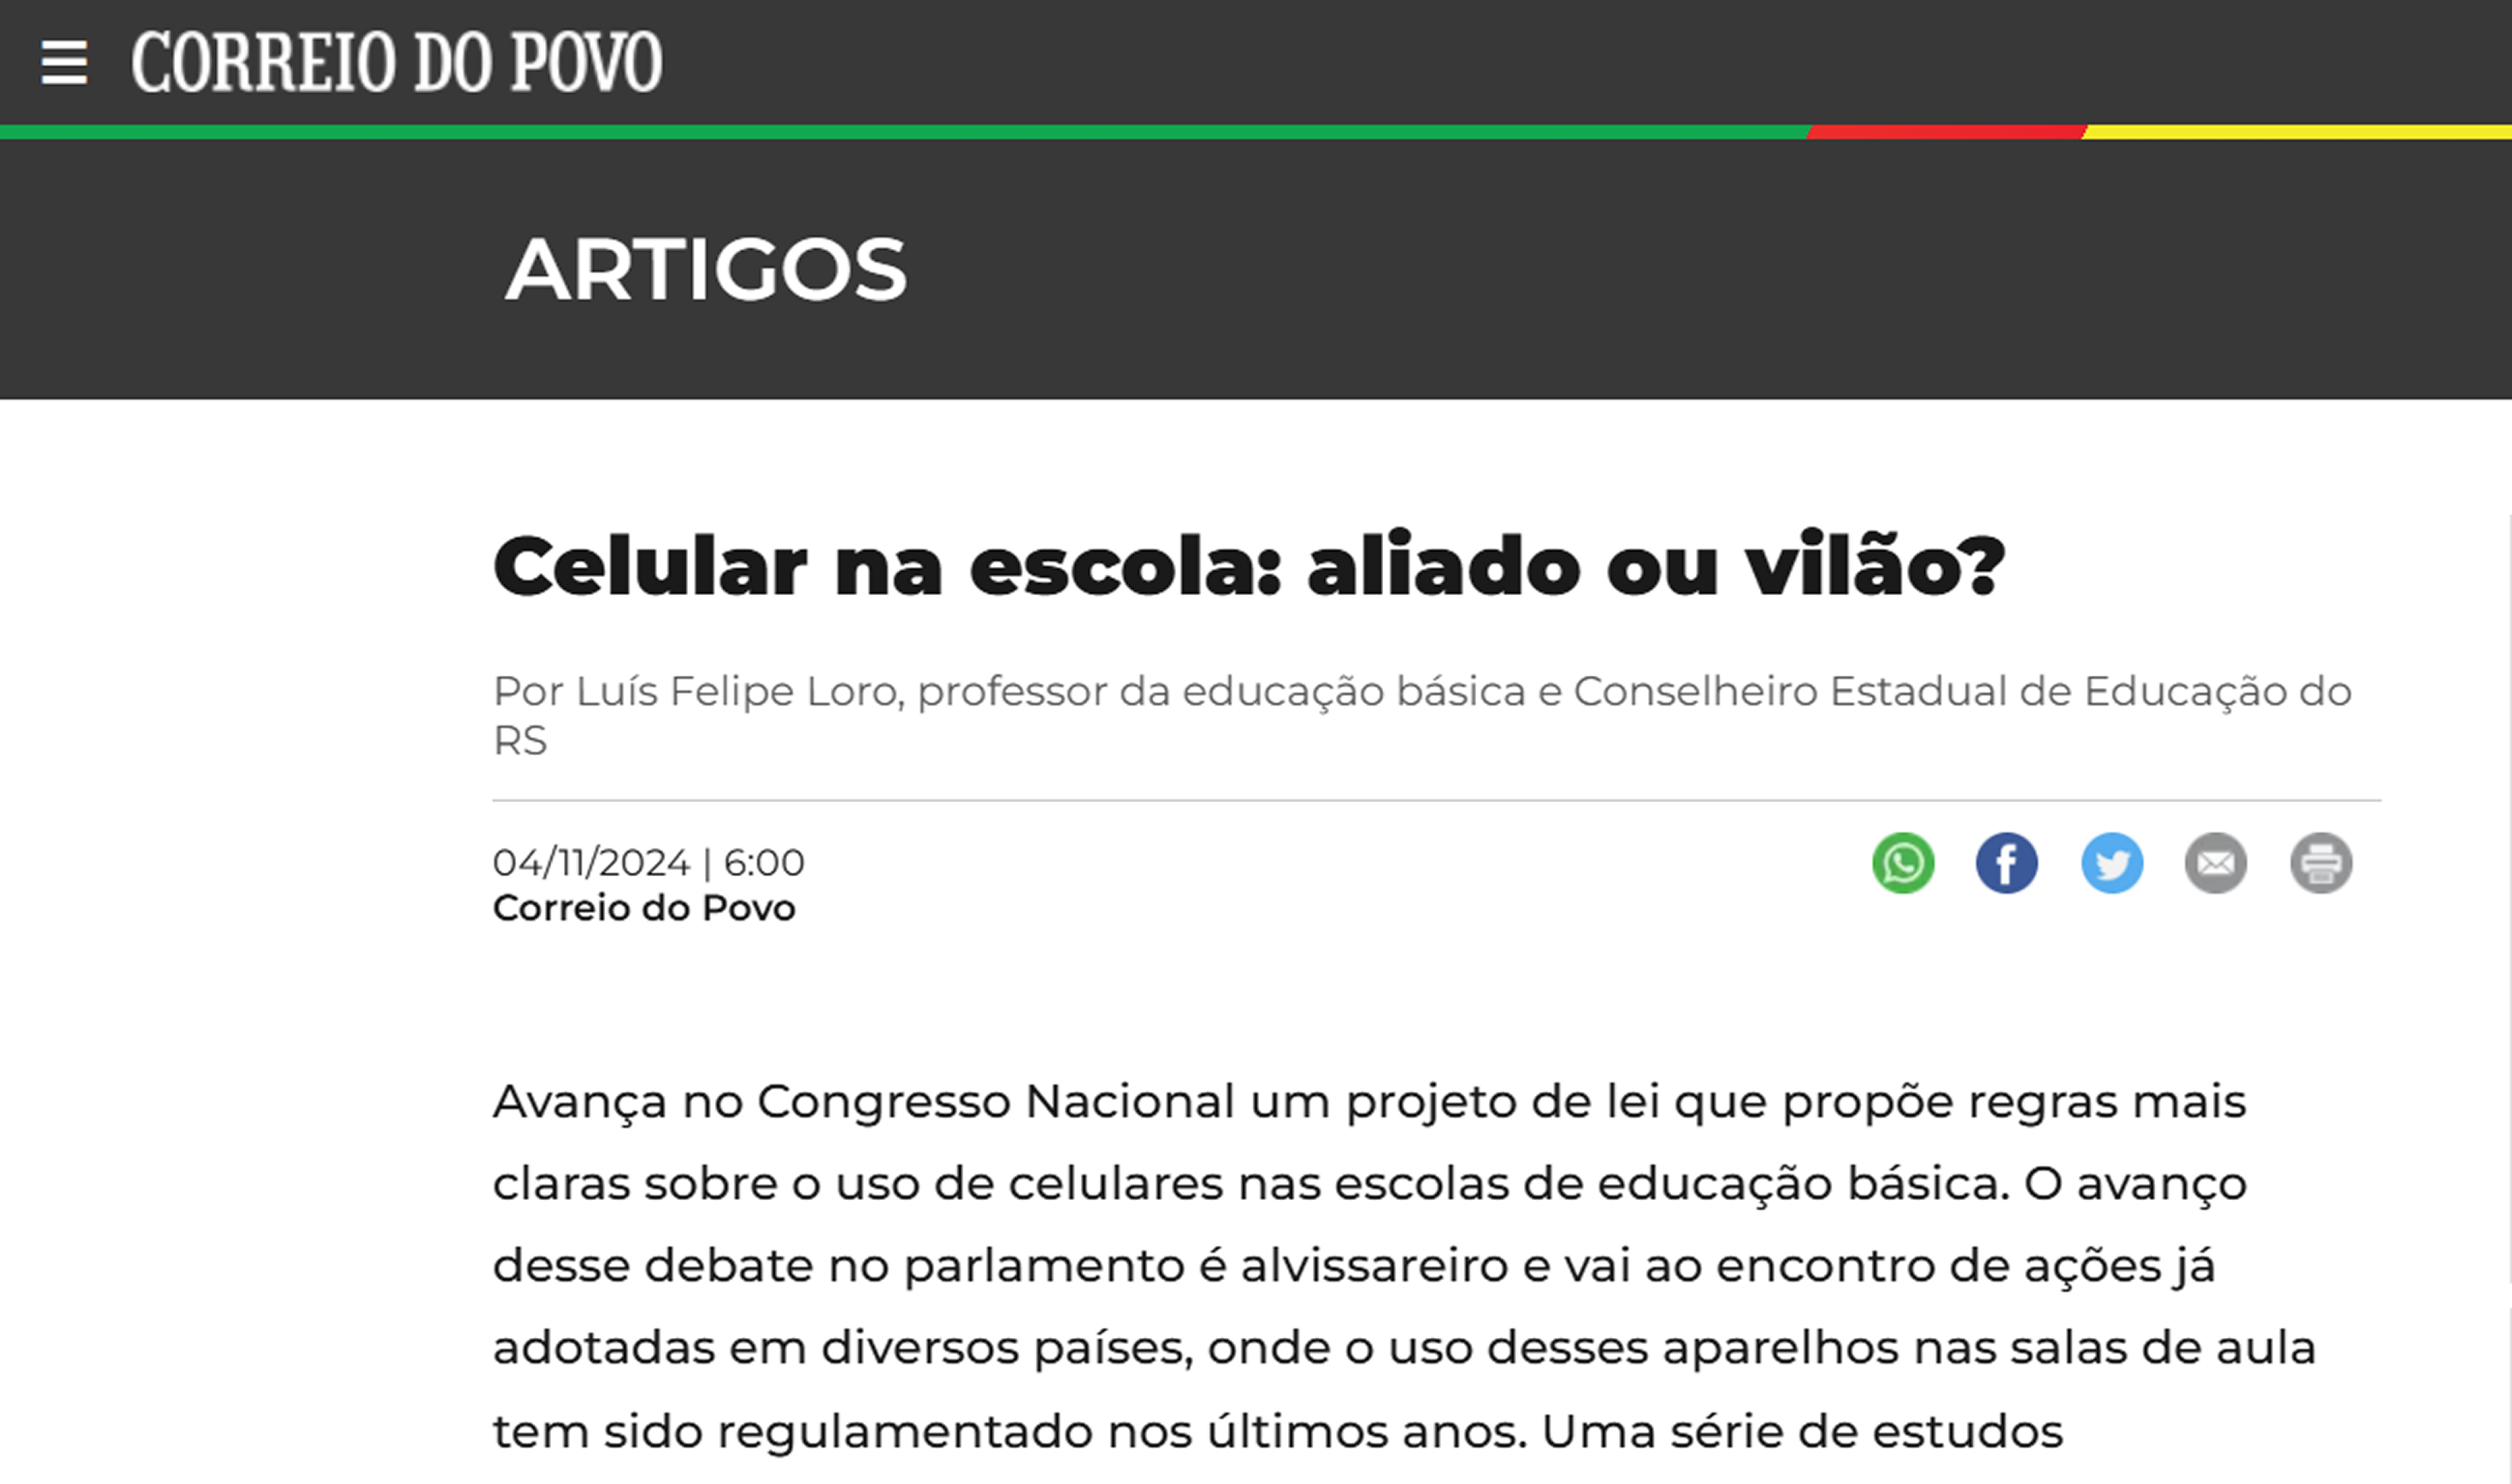 CORREIO DO POVO
ARTIGOS
Celular na escola: aliado ou vilão?
Por Luís Felipe Loro, professor da educação básica e Conselheiro Estadual de Educação do
RS
04/11/2024 | 6:00
Correio do Povo
Avança no Congresso Nacional um projeto de lei que propõe regras mais
claras sobre o uso de celulares nas escolas de educação básica. O avanço
desse debate no parlamento é alvissareiro e vai ao encontro de ações já
adotadas em diversos países, onde o uso desses aparelhos nas salas de aula
tem sido regulamentado nos últimos anos. Uma série de estudos